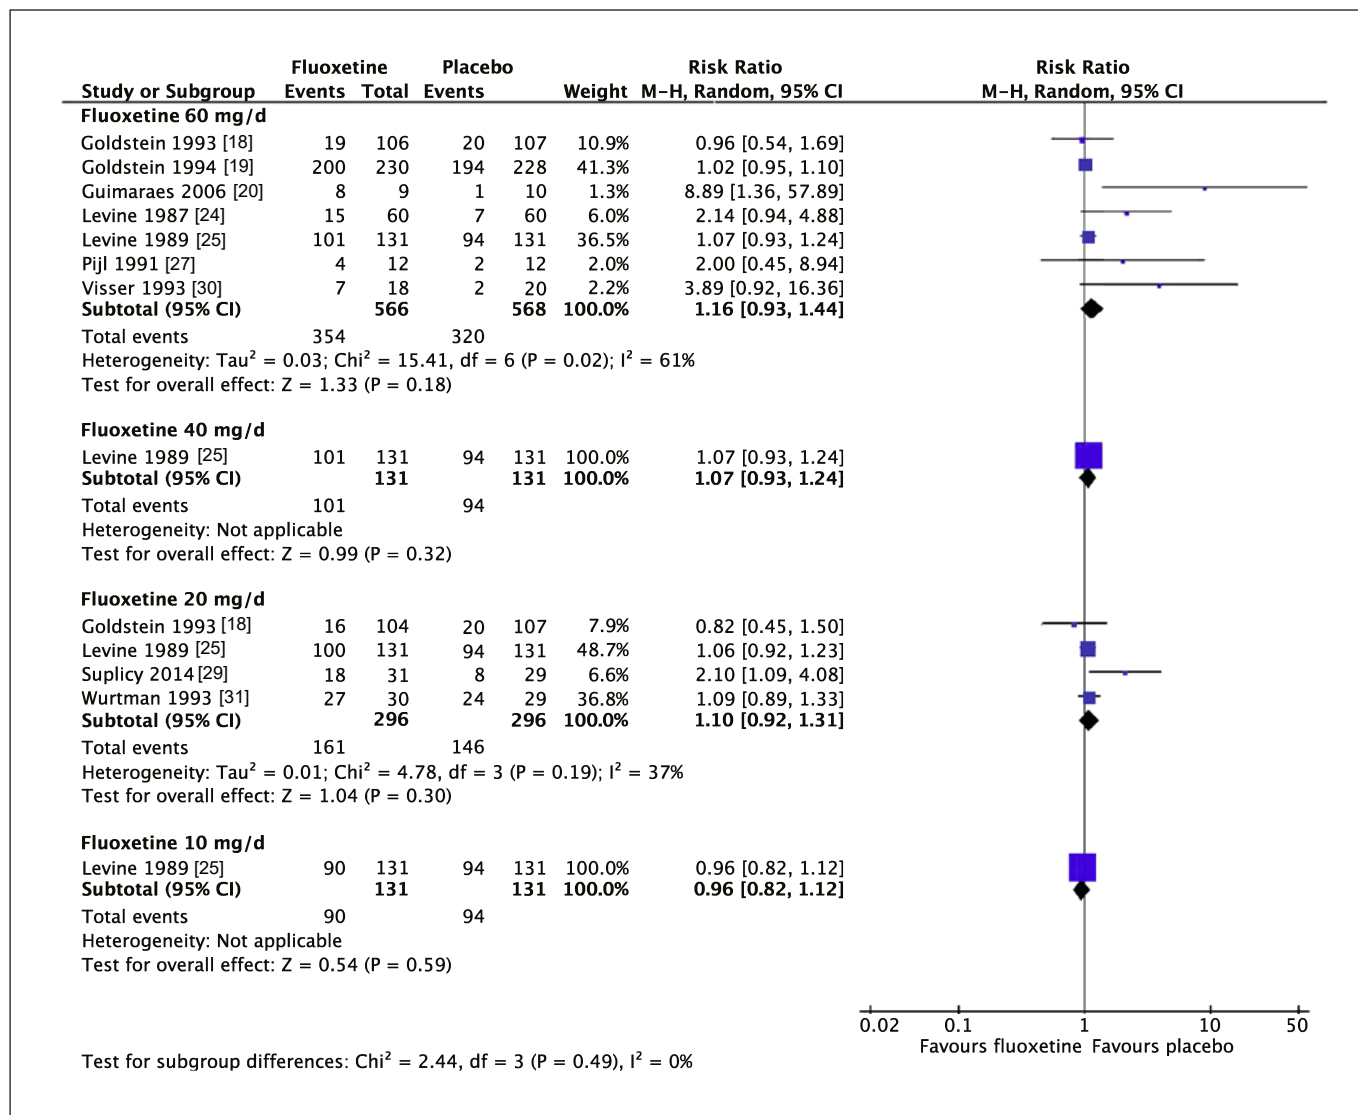 Fluoxetine Placebo Risk Ratio Risk Ratio
Study or Subgroup Events Total Events Weight M-H, Random, 95% CI M-H, Random, 95% CI
Fluoxetine 60 mg/d
Goldstein 1993 [18] 19 106 20 107 10.9% 0.96 [0.54, 1.69]
Goldstein 1994 [19] 200 230 194 228 41.3% 1.02 [0.95, 1.10]
Guimaraes 2006 [20] 8 9 1 10 1.3% 8.89 [1.36, 57.89]
Levine 1987 [24] 15 60 7 60 6.0% 2.14 [0.94, 4.88]
Levine 1989 [25] 101 131 94 131 36.5% 1.07 [0.93, 1.24]
Pijl 1991 [27] 4 12 2 12 2.0% 2.00 [0.45, 8.94]
Visser 1993 [30] 7 18 2 20 2.2% 3.89 [0.92, 16.36]
Subtotal (95% CI) 566 568 100.0% 1.16 [0.93, 1.44]
Total events 354 320
Heterogeneity: Tau² = 0.03; Chi² = 15.41, df = 6 (P = 0.02); I² = 61%
Test for overall effect: Z = 1.33 (P = 0.18)
Fluoxetine 40 mg/d
Levine 1989 [25] 101 131 94 131 100.0% 1.07 [0.93, 1.24]
Subtotal (95% CI) 131 131 100.0% 1.07 [0.93, 1.24]
Total events 101 94
Heterogeneity: Not applicable
Test for overall effect: Z = 0.99 (P = 0.32)
Fluoxetine 20 mg/d
Goldstein 1993 [18] 16 104 20 107 7.9% 0.82 [0.45, 1.50]
Levine 1989 [25] 100 131 94 131 48.7% 1.06 [0.92, 1.23]
Suplicy 2014 [29] 18 31 8 29 6.6% 2.10 [1.09, 4.08]
Wurtman 1993 [31] 27 30 24 29 36.8% 1.09 [0.89, 1.33]
Subtotal (95% CI) 296 296 100.0% 1.10 [0.92, 1.31]
Total events 161 146
Heterogeneity: Tau² = 0.01; Chi² = 4.78, df = 3 (P = 0.19); I² = 37%
Test for overall effect: Z = 1.04 (P = 0.30)
Fluoxetine 10 mg/d
Levine 1989 [25] 90 131 94 131 100.0% 0.96 [0.82, 1.12]
Subtotal (95% CI) 131 131 100.0% 0.96 [0.82, 1.12]
Total events 90 94
Heterogeneity: Not applicable
Test for overall effect: Z = 0.54 (P = 0.59)
0.02 0.1 1 10 50
Favours fluoxetine Favours placebo
Test for subgroup differences: Chi² = 2.44, df = 3 (P = 0.49), I² = 0%